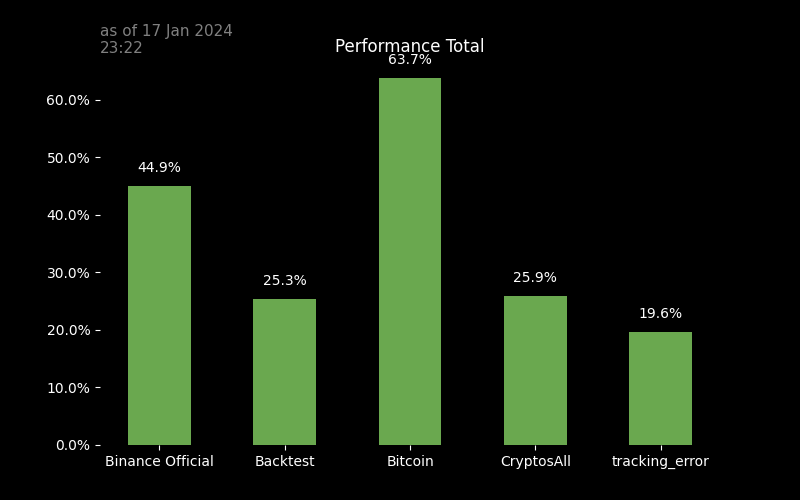 as of 17 Jan 2024
23:22
Performance Total
63.7%
60.0%
50.0%
44.9%
40.0%
30.0%
25.3%
25.9%
20.0%
19.6%
10.0%
0.0%
Binance Official
Backtest
Bitcoin
CryptosAll
tracking_error